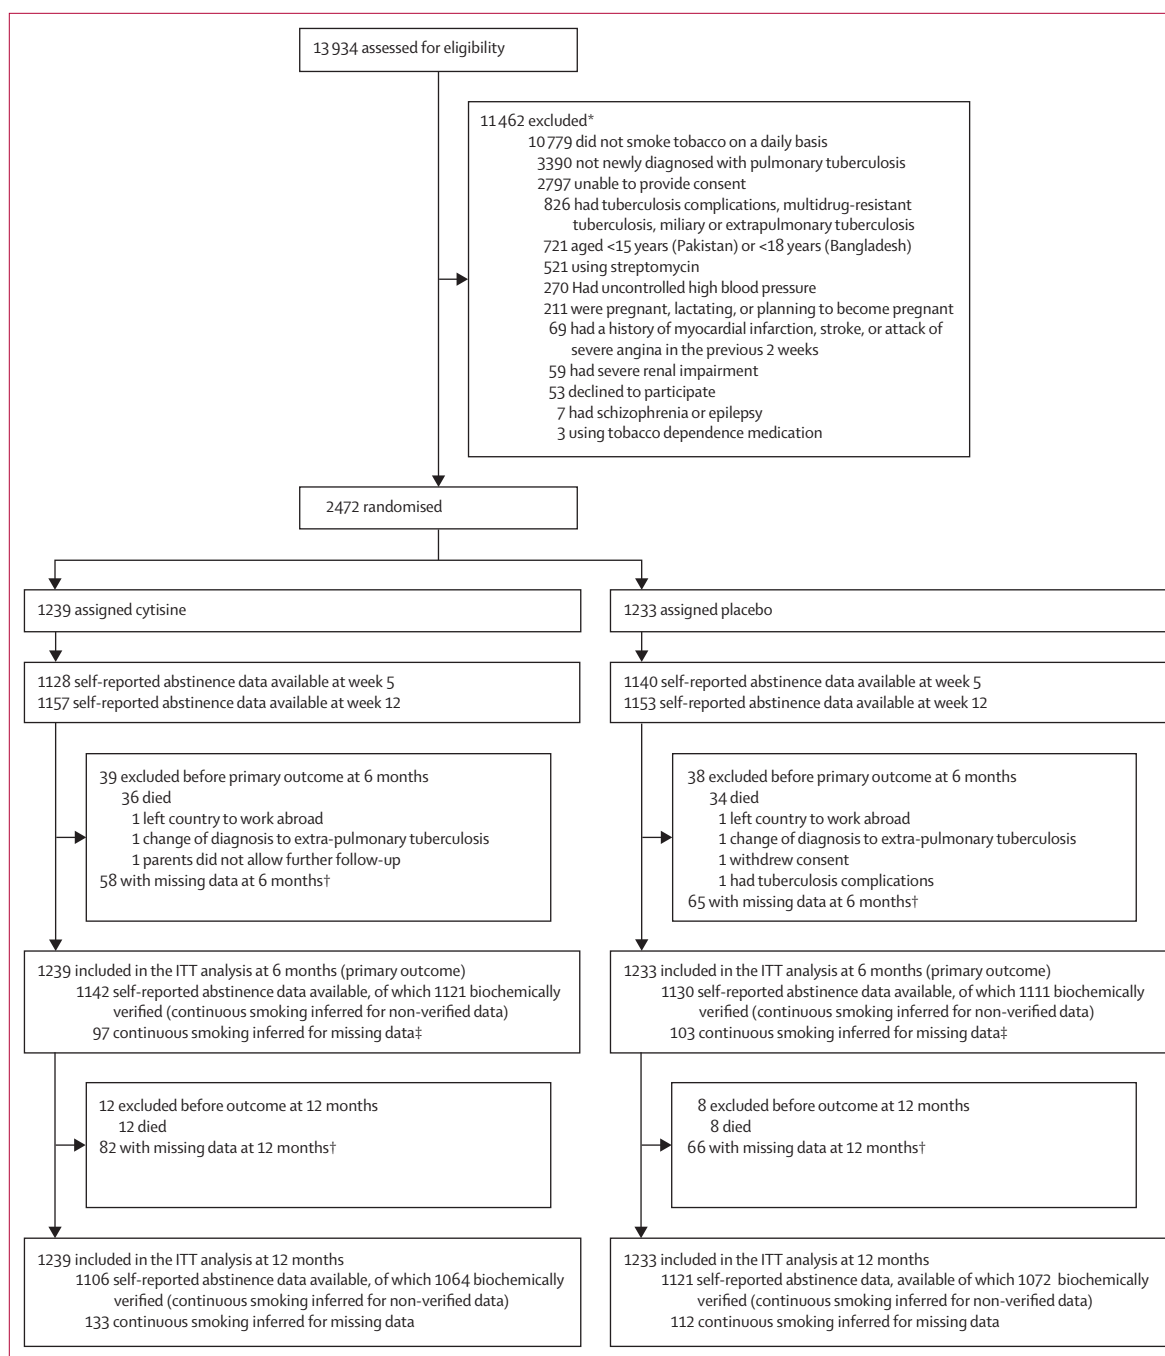 13 934 assessed for eligibility
11 462 excluded*
10 779 did not smoke tobacco on a daily basis
3390 not newly diagnosed with pulmonary tuberculosis
2797 unable to provide consent
826 had tuberculosis complications, multidrug-resistant
tuberculosis, miliary or extrapulmonary tuberculosis
721 aged <15 years (Pakistan) or <18 years (Bangladesh)
521 using streptomycin
270 Had uncontrolled high blood pressure
211 were pregnant, lactating, or planning to become pregnant
69 had a history of myocardial infarction, stroke, or attack of
severe angina in the previous 2 weeks
59 had severe renal impairment
53 declined to participate
7 had schizophrenia or epilepsy
3 using tobacco dependence medication
2472 randomised
1239 assigned cytisine
1128 self-reported abstinence data available at week 5
1157 self-reported abstinence data available at week 12
39 excluded before primary outcome at 6 months
36 died
1 left country to work abroad
1 change of diagnosis to extra-pulmonary tuberculosis
1 parents did not allow further follow-up
58 with missing data at 6 months†
1239 included in the ITT analysis at 6 months (primary outcome)
1142 self-reported abstinence data available, of which 1121 biochemically
verified (continuous smoking inferred for non-verified data)
97 continuous smoking inferred for missing data‡
12 excluded before outcome at 12 months
12 died
82 with missing data at 12 months†
1239 included in the ITT analysis at 12 months
1106 self-reported abstinence data available, of which 1064 biochemically
verified (continuous smoking inferred for non-verified data)
133 continuous smoking inferred for missing data
1233 assigned placebo
1140 self-reported abstinence data available at week 5
1153 self-reported abstinence data available at week 12
38 excluded before primary outcome at 6 months
34 died
1 left country to work abroad
1 change of diagnosis to extra-pulmonary tuberculosis
1 withdrew consent
1 had tuberculosis complications
65 with missing data at 6 months†
1233 included in the ITT analysis at 6 months (primary outcome)
1130 self-reported abstinence data available, of which 1111 biochemically
verified (continuous smoking inferred for non-verified data)
103 continuous smoking inferred for missing data‡
8 excluded before outcome at 12 months
8 died
66 with missing data at 12 months†
1233 included in the ITT analysis at 12 months
1121 self-reported abstinence data, available of which 1072 biochemically
verified (continuous smoking inferred for non-verified data)
112 continuous smoking inferred for missing data